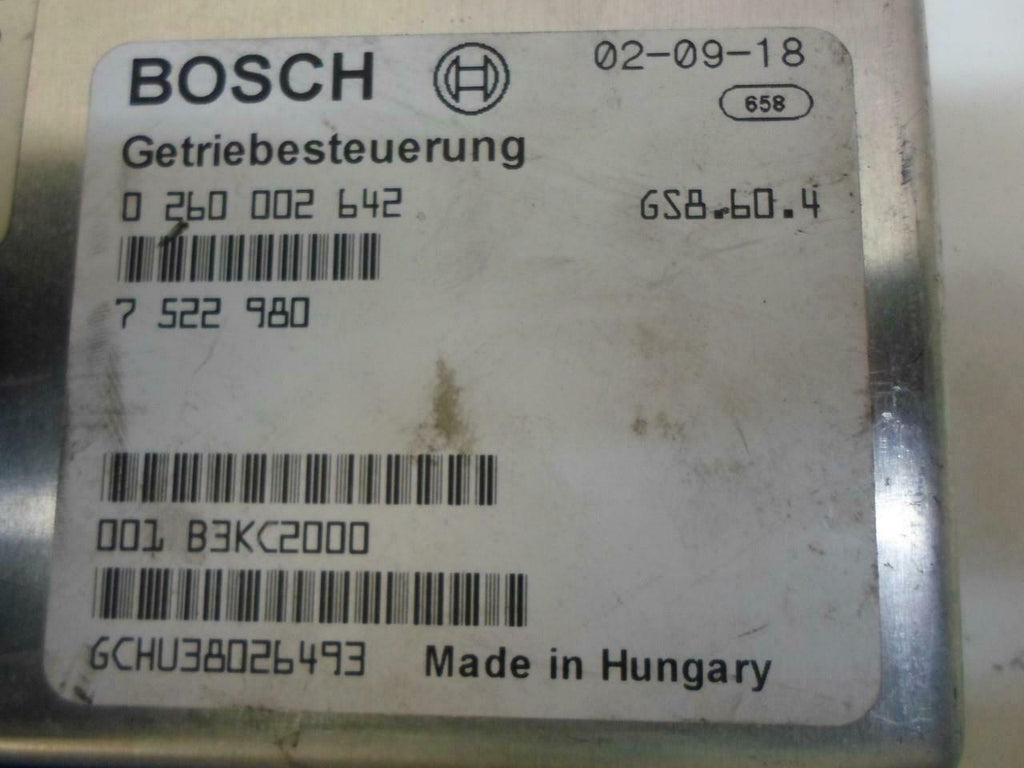 BOSCH 02-09-18
658
Getriebesteuerung
0 260 002 642 GS8.60.4
7 522 980
001 B3KC2000
GCHU38026493 Made in Hungary